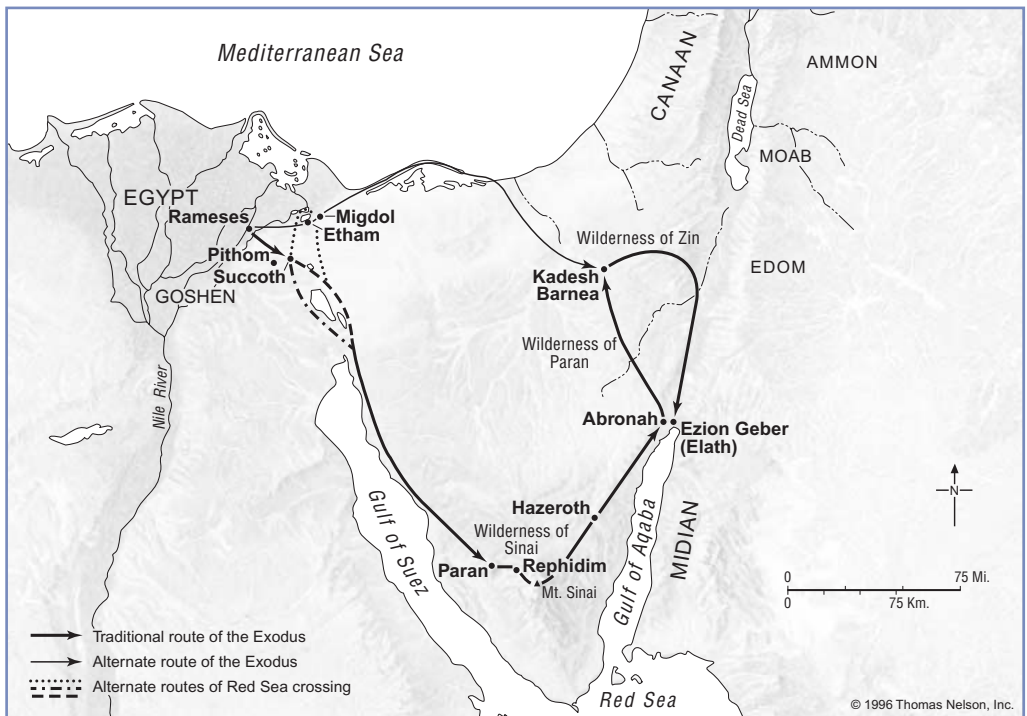 Mediterranean Sea
CANAAN
AMMON
Dead Sea
MOAB
EGYPT
Rameses
Migdol
Etham
Wilderness of Zin
Pithom
Succoth
EDOM
Kadesh
Barnea
GOSHEN
Wilderness of
Paran
Nile River
Abronah
Ezion Geber
(Elath)
N
Gulf of Suez
Hazeroth
Wilderness of
Sinai
Gulf of Aqaba
MIDIAN
Paran
Rephidim
Mt. Sinai
0
75 Mi.
0
75 Km.
Traditional route of the Exodus
Alternate route of the Exodus
Alternate routes of Red Sea crossing
Red Sea
© 1996 Thomas Nelson, Inc.